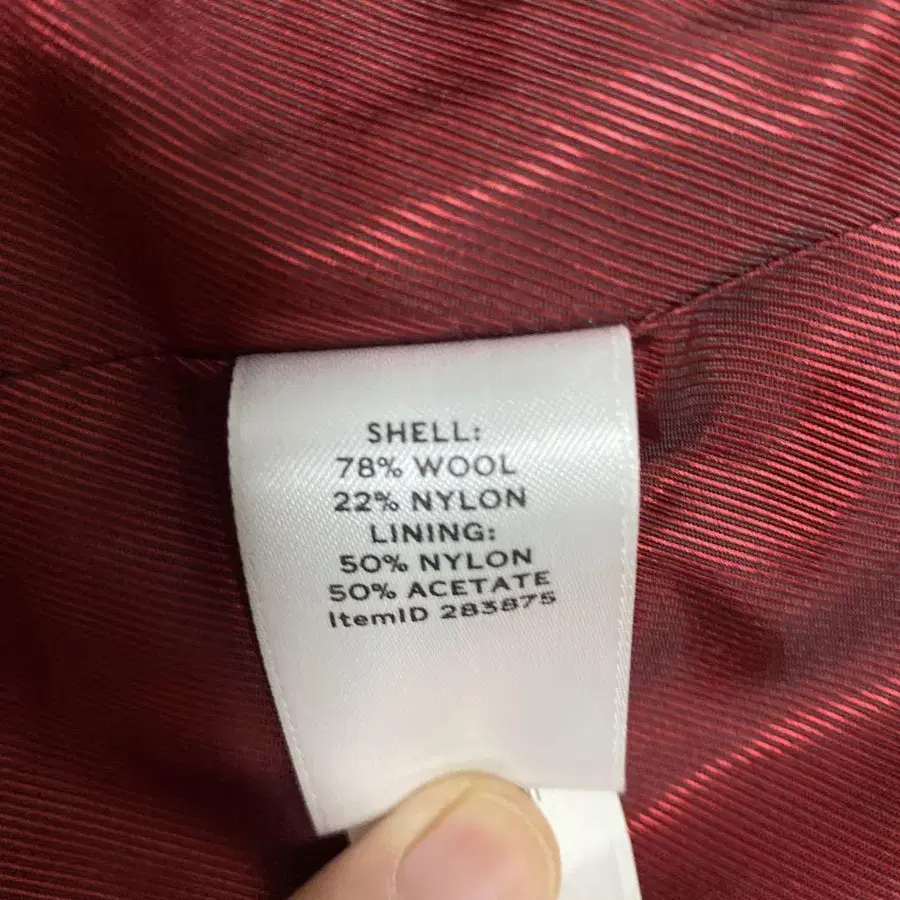 SHELL:
78% WOOL
22% NYLON
LINING:
50% NYLON
50% ACETATE
ItemID 283875